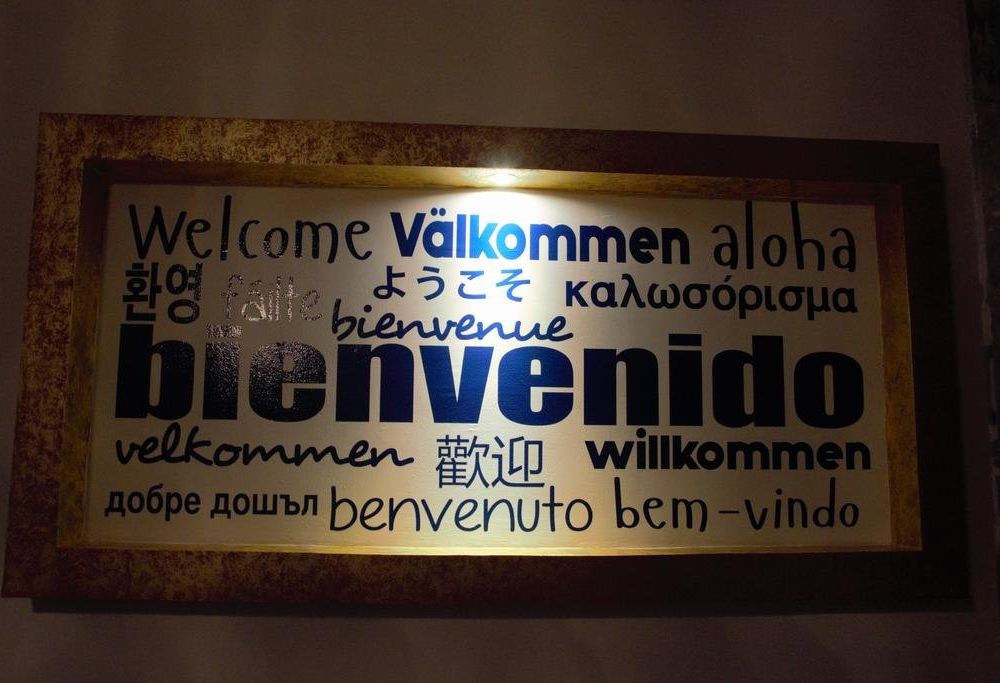 Welcome Välkommen aloha
환영 fáilte ようこそ καλωσόρισμα
bienvenue
bienvenido
velkommen 歡迎 willkommen
добре дошъл benvenuto bem-vindo